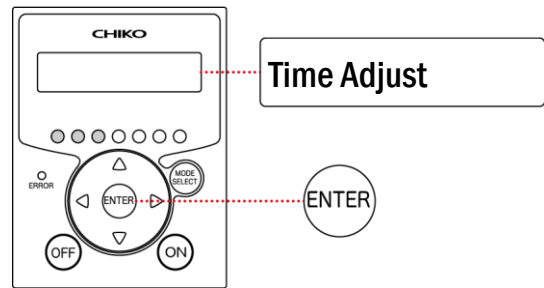 CHIKO
Time Adjust
ERROR
MODE
SELECT
ENTER
ENTER
OFF
ON